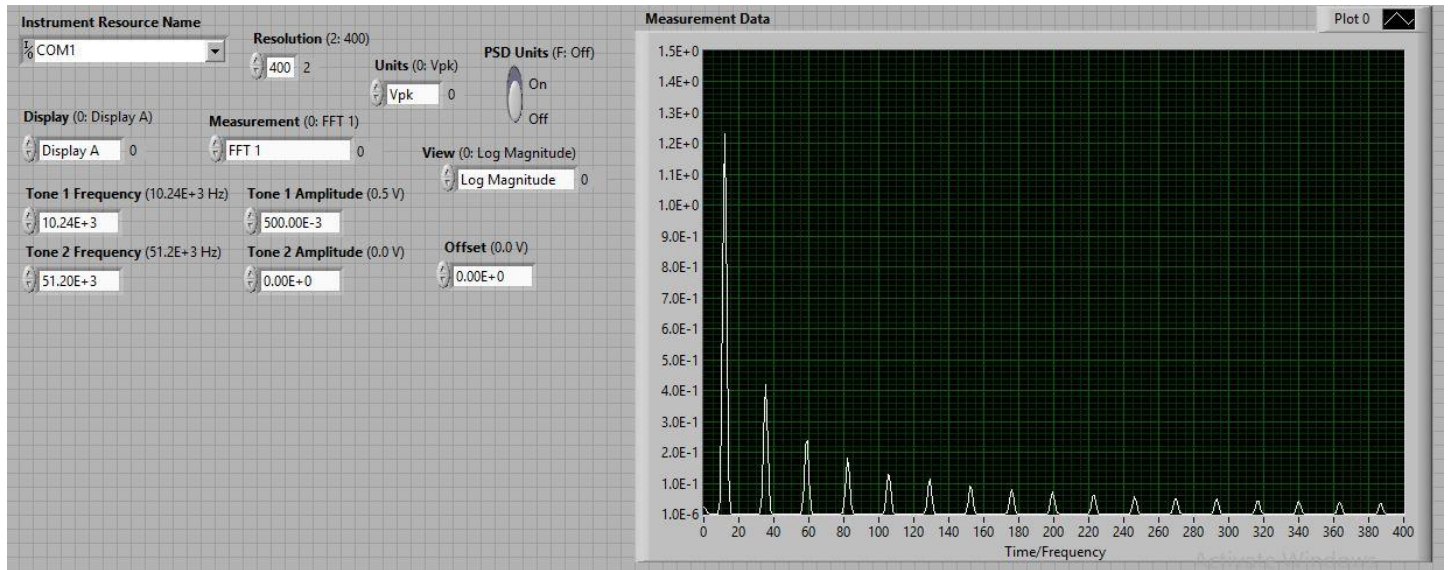 Instrument Resource Name
COM1
Resolution (2: 400)
400 2
Units (0: Vpk)
Vpk 0
PSD Units (F: Off)
On
Off
Display (0: Display A)
Display A 0
Measurement (0: FFT 1)
FFT 1 0
View (0: Log Magnitude)
Log Magnitude 0
Tone 1 Frequency (10.24E+3 Hz)
10.24E+3
Tone 1 Amplitude (0.5 V)
500.00E-3
Tone 2 Frequency (51.2E+3 Hz)
51.20E+3
Tone 2 Amplitude (0.0 V)
0.00E+0
Offset (0.0 V)
0.00E+0
Measurement Data
Plot 0
1.5E+0
1.4E+0
1.3E+0
1.2E+0
1.1E+0
1.0E+0
9.0E-1
8.0E-1
7.0E-1
6.0E-1
5.0E-1
4.0E-1
3.0E-1
2.0E-1
1.0E-1
1.0E-6
0 20 40 60 80 100 120 140 160 180 200 220 240 260 280 300 320 340 360 380 400
Time/Frequency
Activate Windows